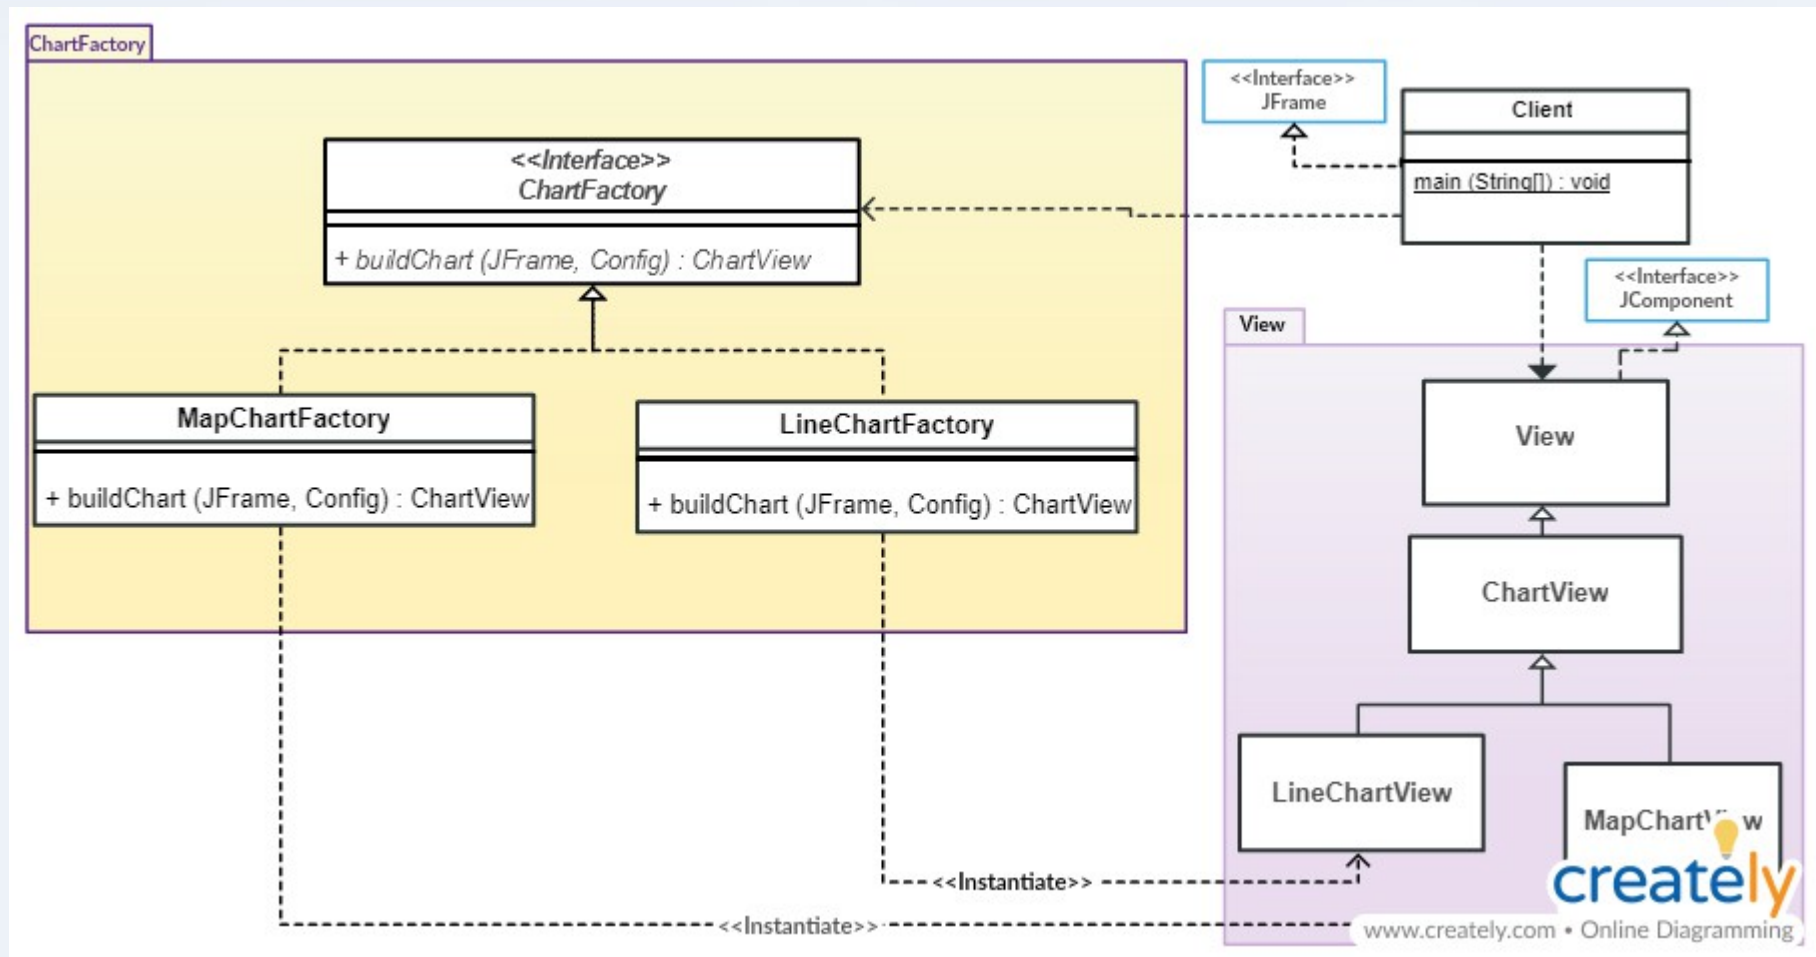 ChartFactory
<<Interface>>
ChartFactory
+ buildChart (JFrame, Config) : ChartView
MapChartFactory
+ buildChart (JFrame, Config) : ChartView
LineChartFactory
+ buildChart (JFrame, Config) : ChartView
<<Interface>>
JFrame
Client
main (String[]) : void
<<Interface>>
JComponent
View
View
ChartView
LineChartView
MapChartView
<<Instantiate>>
<<Instantiate>>
creately
www.creately.com • Online Diagramming